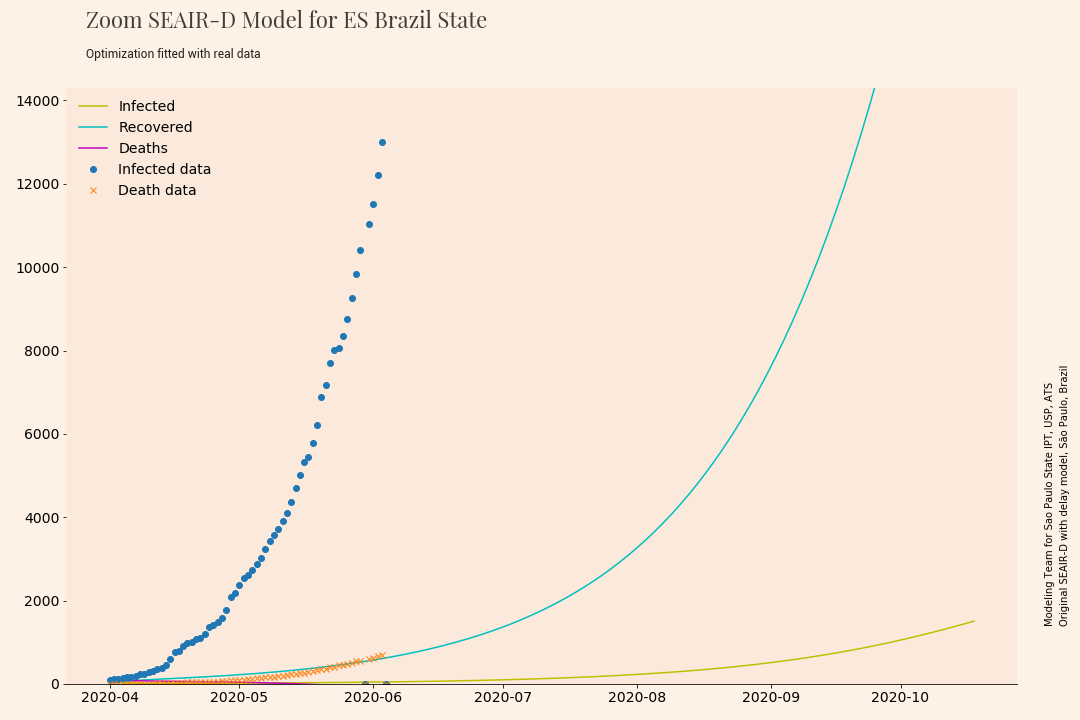 Zoom SEAIR-D Model for ES Brazil State
Optimization fitted with real data
Infected
Recovered
Deaths
Infected data
Death data
14000
12000
10000
8000
6000
4000
2000
0
2020-04
2020-05
2020-06
2020-07
2020-08
2020-09
2020-10
Modeling Team for Sao Paulo State IPT, USP, ATS
Original SEAIR-D with delay model, São Paulo, Brazil